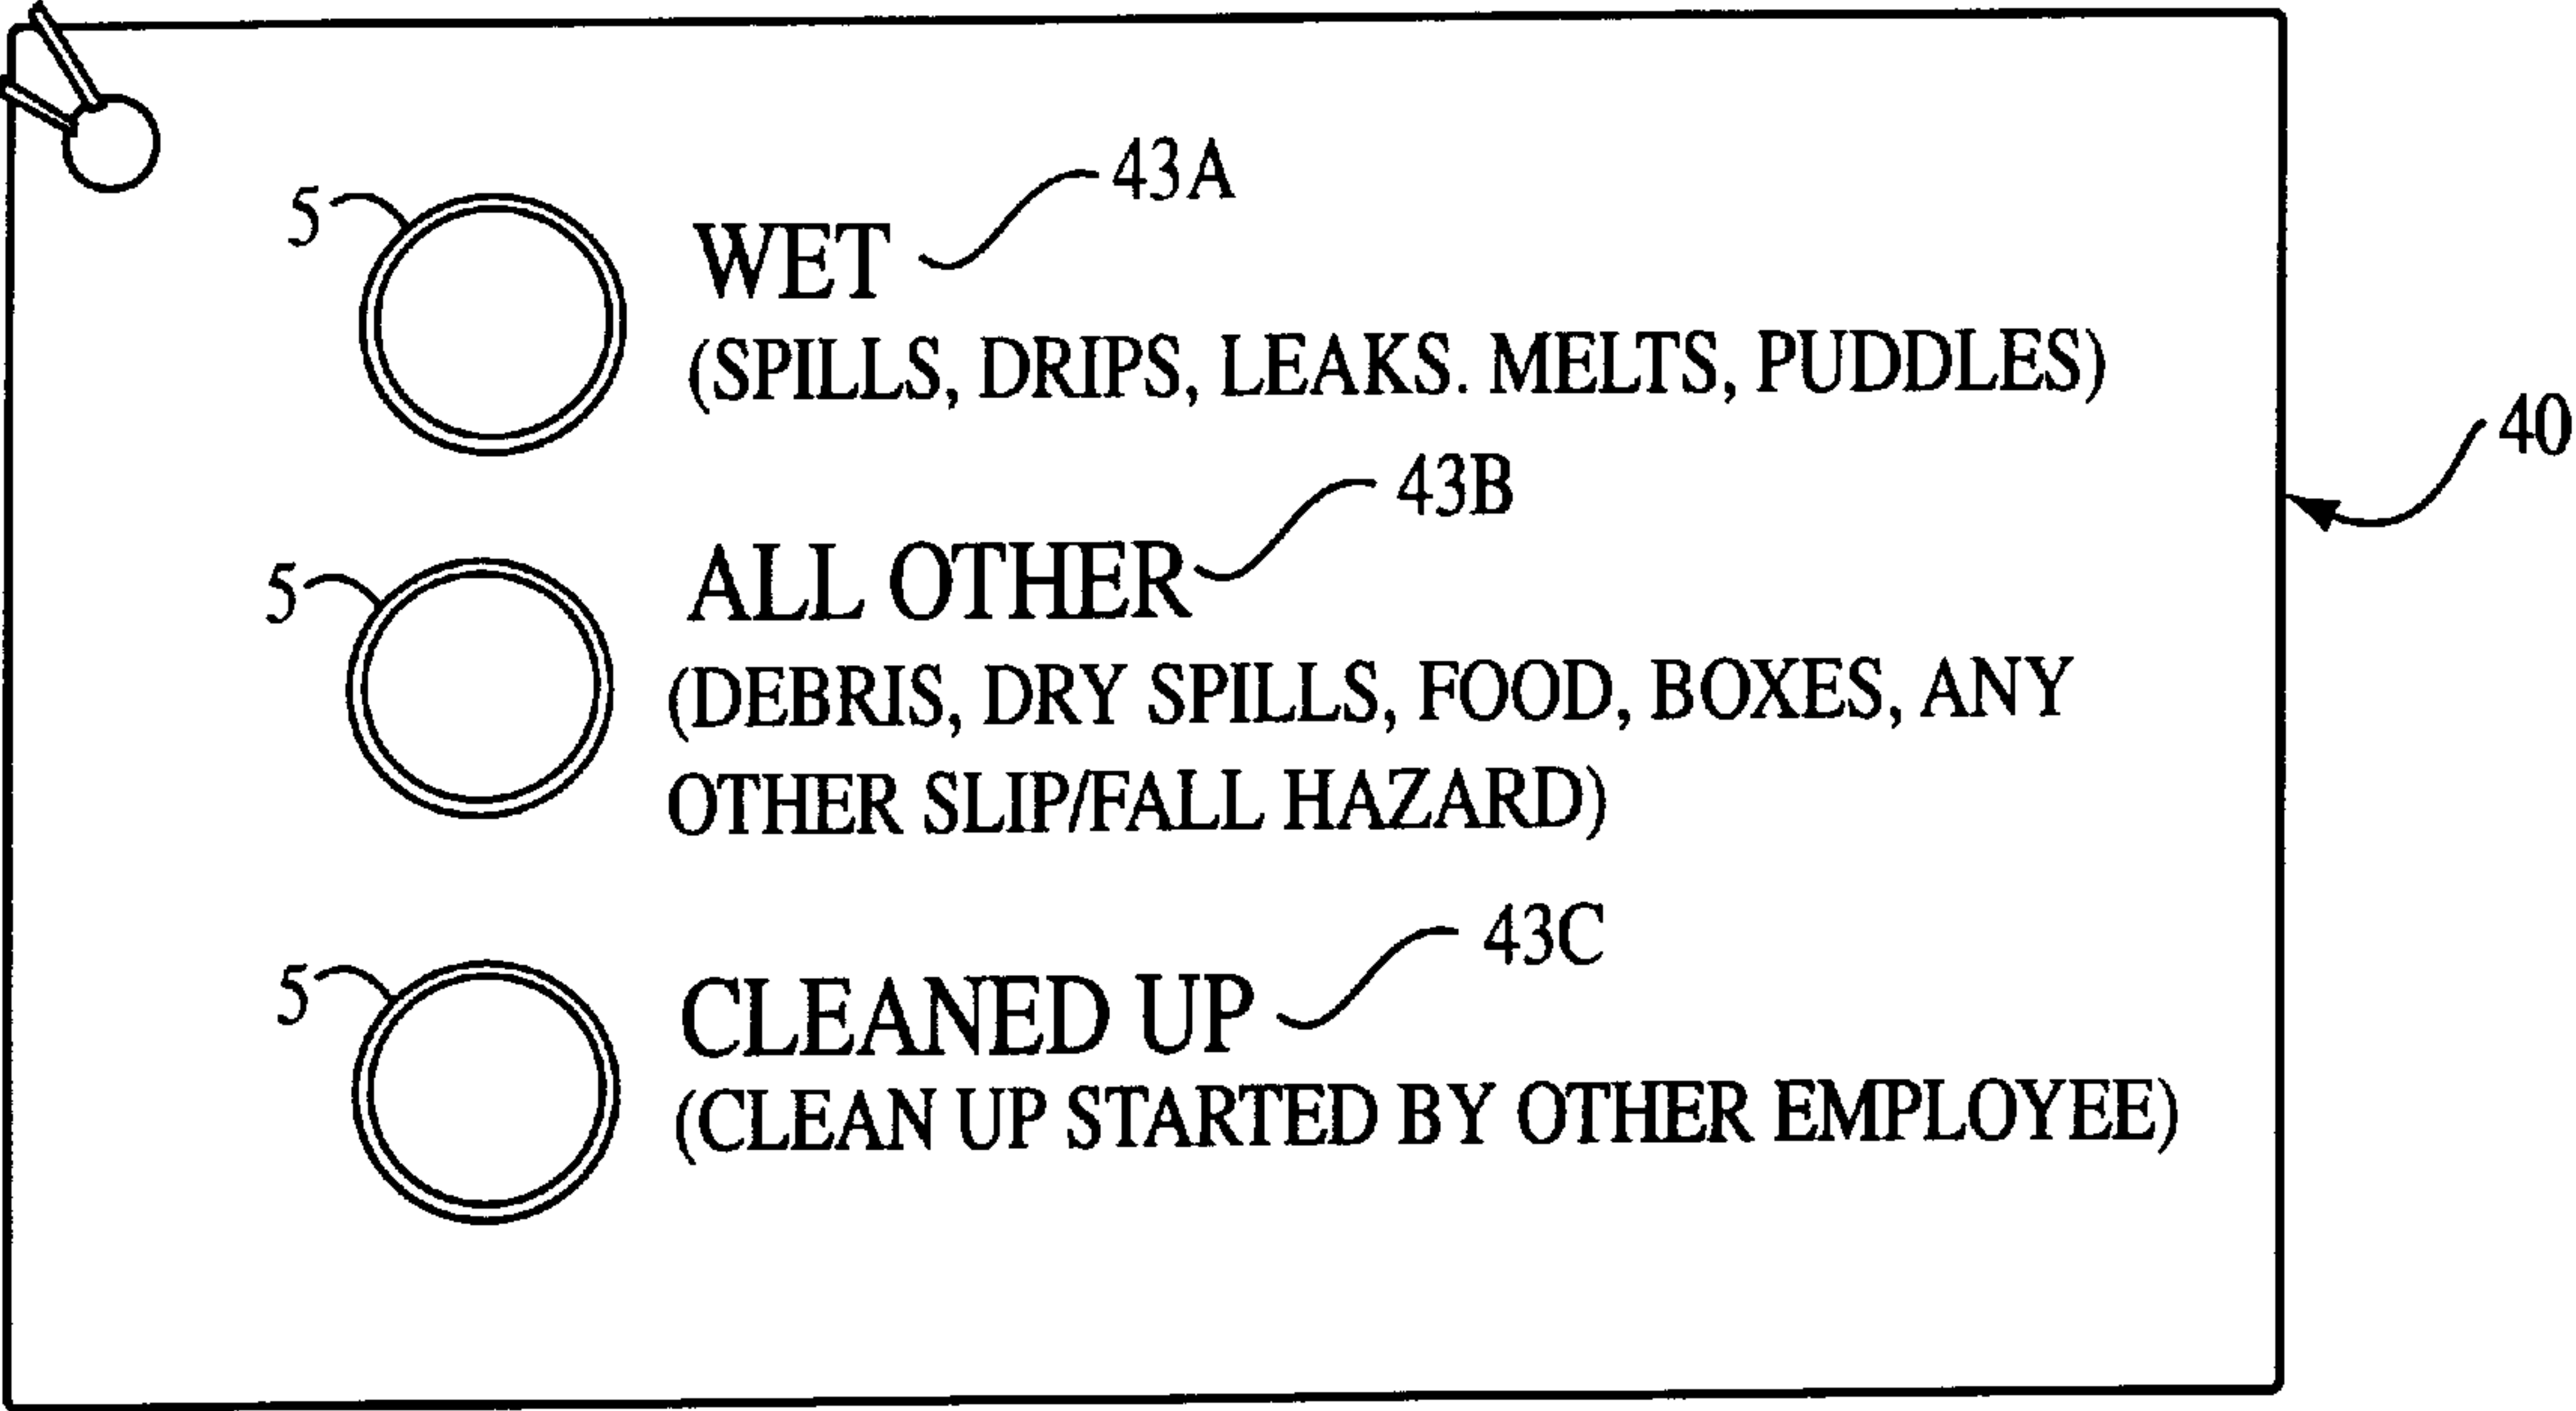 43A
5
WET
(SPILLS, DRIPS, LEAKS. MELTS, PUDDLES)
40
43B
5
ALL OTHER
(DEBRIS, DRY SPILLS, FOOD, BOXES, ANY
OTHER SLIP/FALL HAZARD)
43C
5
CLEANED UP
(CLEAN UP STARTED BY OTHER EMPLOYEE)